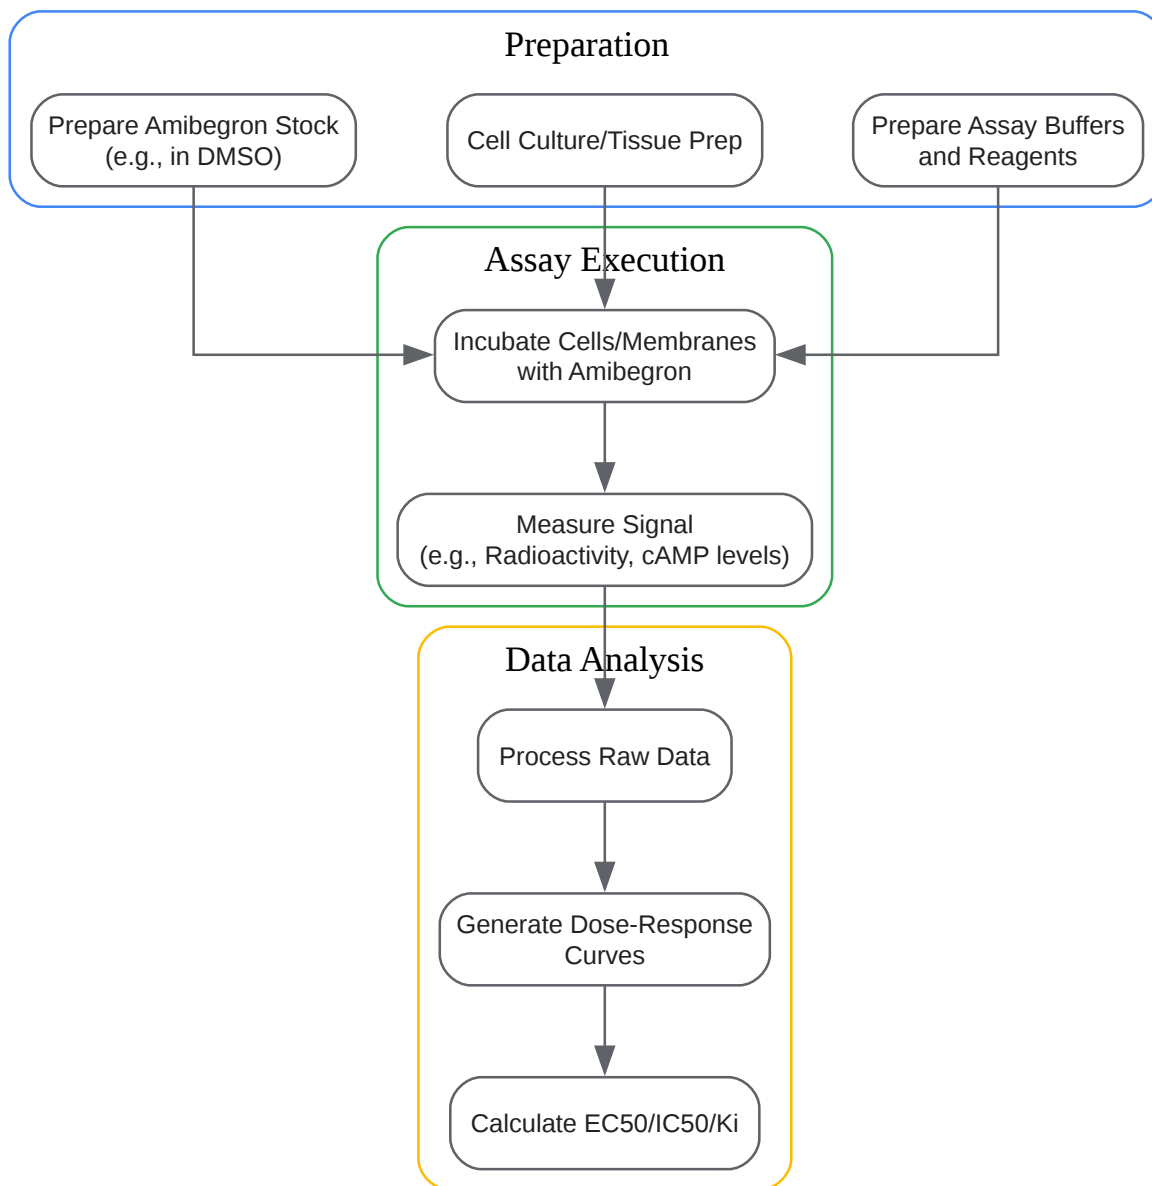 Preparation
Prepare Amibegron Stock
(e.g., in DMSO)
Cell Culture/Tissue Prep
Prepare Assay Buffers
and Reagents
Assay Execution
Incubate Cells/Membranes
with Amibegron
Measure Signal
(e.g., Radioactivity, cAMP levels)
Data Analysis
Process Raw Data
Generate Dose-Response
Curves
Calculate EC50/IC50/Ki